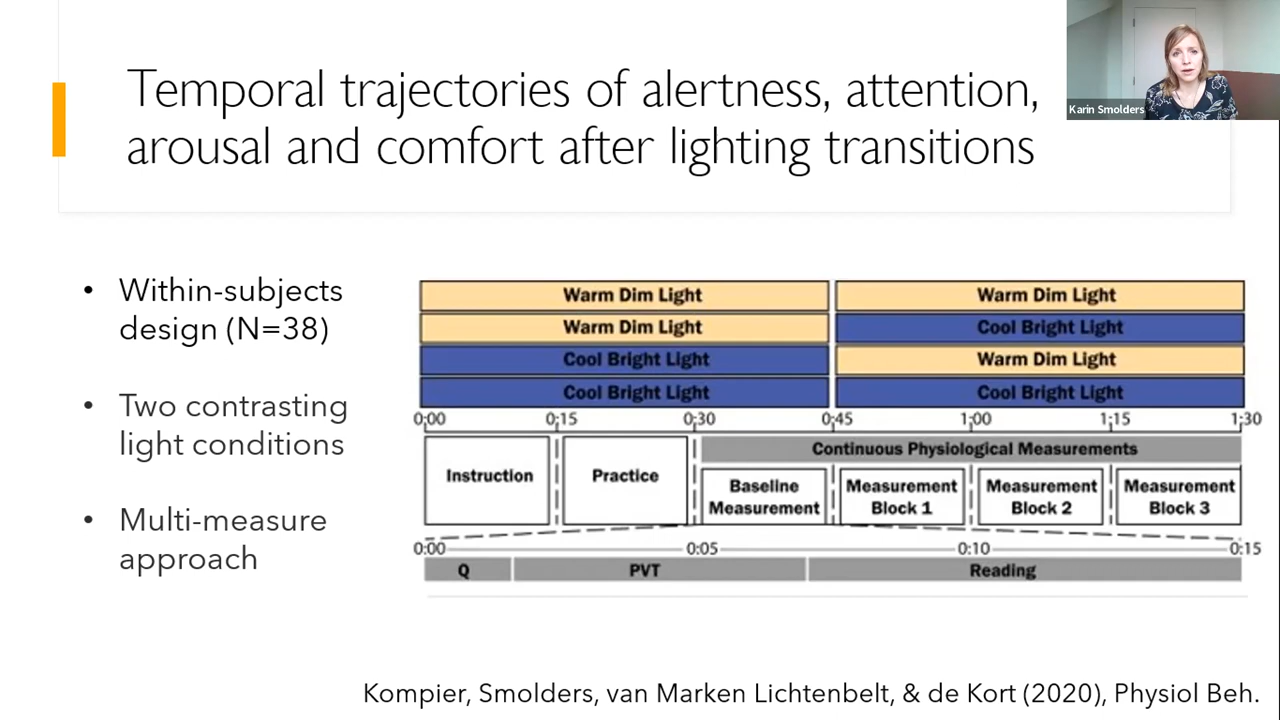 Temporal trajectories of alertness, attention,
arousal and comfort after lighting transitions
Karin Smolders
• Within-subjects
design (N=38)
• Two contrasting
light conditions
• Multi-measure
approach
Warm Dim Light Warm Dim Light
Warm Dim Light Cool Bright Light
Cool Bright Light Warm Dim Light
Cool Bright Light Cool Bright Light
0:00 0:15 0:30 0:45 1:00 1:15 1:30
Continuous Physiological Measurements
Instruction Practice
Baseline Measurement Measurement Measurement
Measurement Block 1 Block 2 Block 3
0:00 0:05 0:10 0:15
Q PVT Reading
Kompier, Smolders, van Marken Lichtenbelt, & de Kort (2020), Physiol Beh.